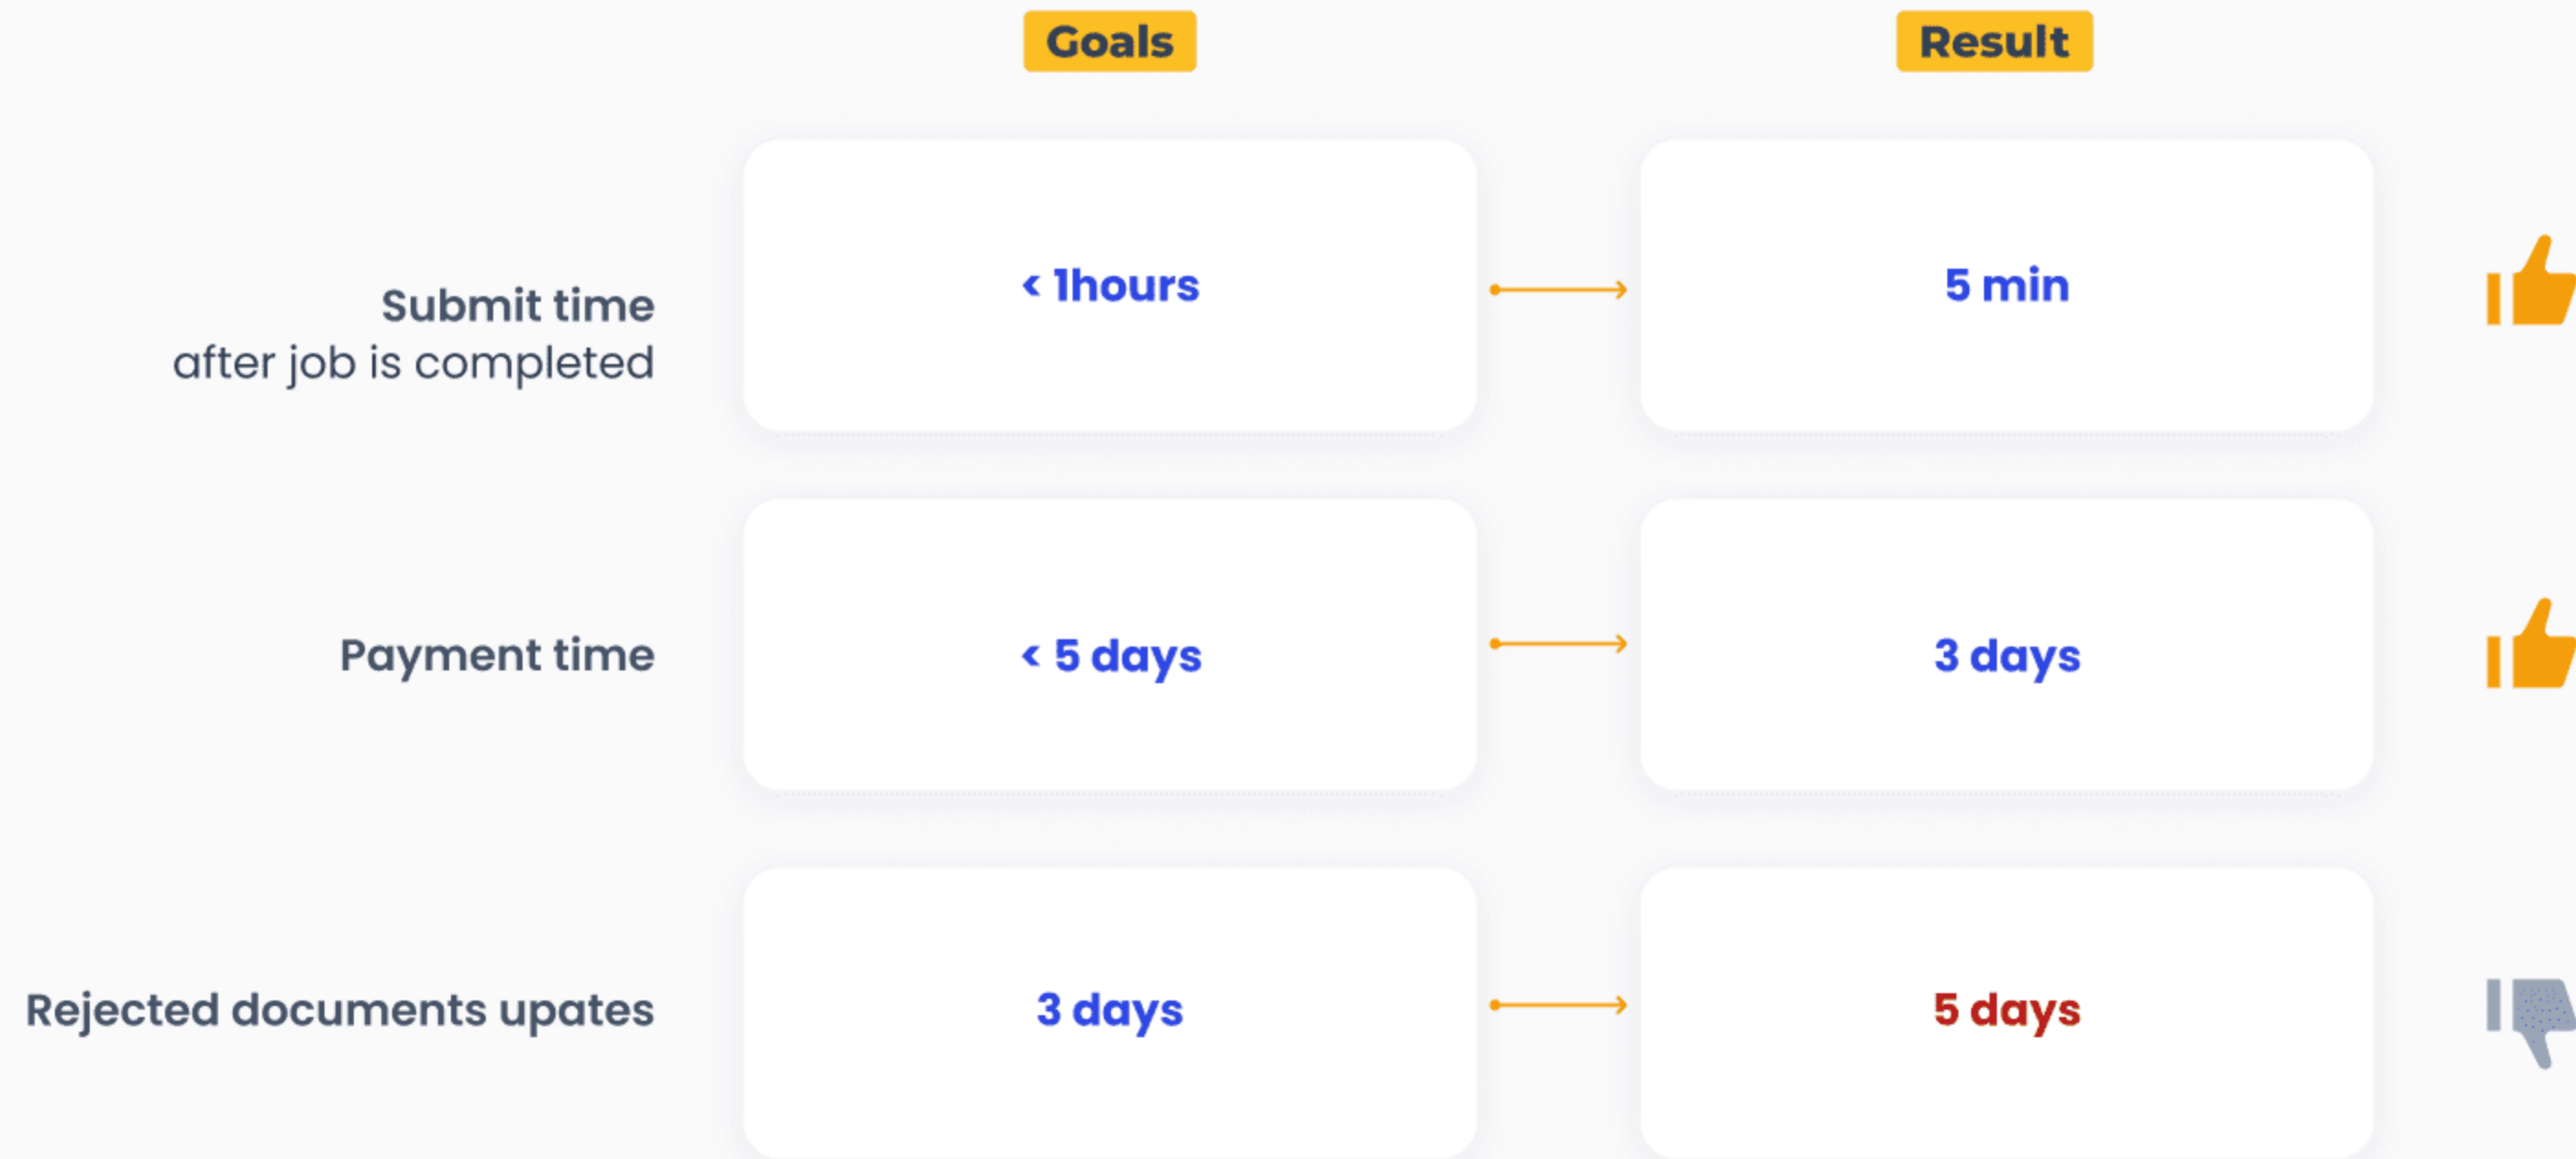 Goals
Result
Submit time
after job is completed
< 1hours
5 min
Payment time
< 5 days
3 days
Rejected documents upates
3 days
5 days